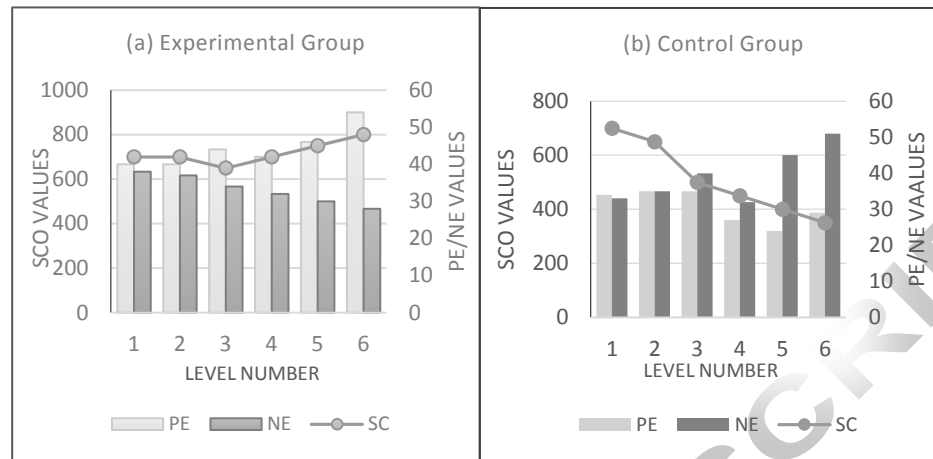 (a) Experimental Group
1000
800
600
400
200
0
SCO VALUES
60
50
40
30
20
10
0
PE/NE VALUES
1 2 3 4 5 6
LEVEL NUMBER
PE NE SC
(b) Control Group
800
600
400
200
0
SCO VALUES
60
50
40
30
20
10
0
PE/NE VAALUES
1 2 3 4 5 6
LEVEL NUMBER
PE NE SC
SCRI